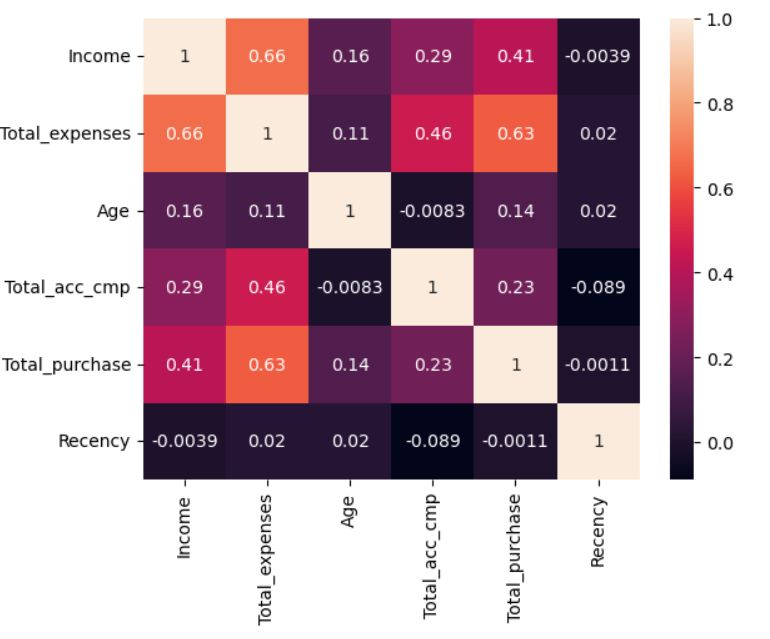 Income 1 0.66 0.16 0.29 0.41 -0.0039
Total_expenses 0.66 1 0.11 0.46 0.63 0.02
Age 0.16 0.11 1 -0.0083 0.14 0.02
Total_acc_cmp 0.29 0.46 -0.0083 1 0.23 -0.089
Total_purchase 0.41 0.63 0.14 0.23 1 -0.0011
Recency -0.0039 0.02 0.02 -0.089 -0.0011 1
Income
Total_expenses
Age
Total_acc_cmp
Total_purchase
Recency
1.0
0.8
0.6
0.4
0.2
0.0